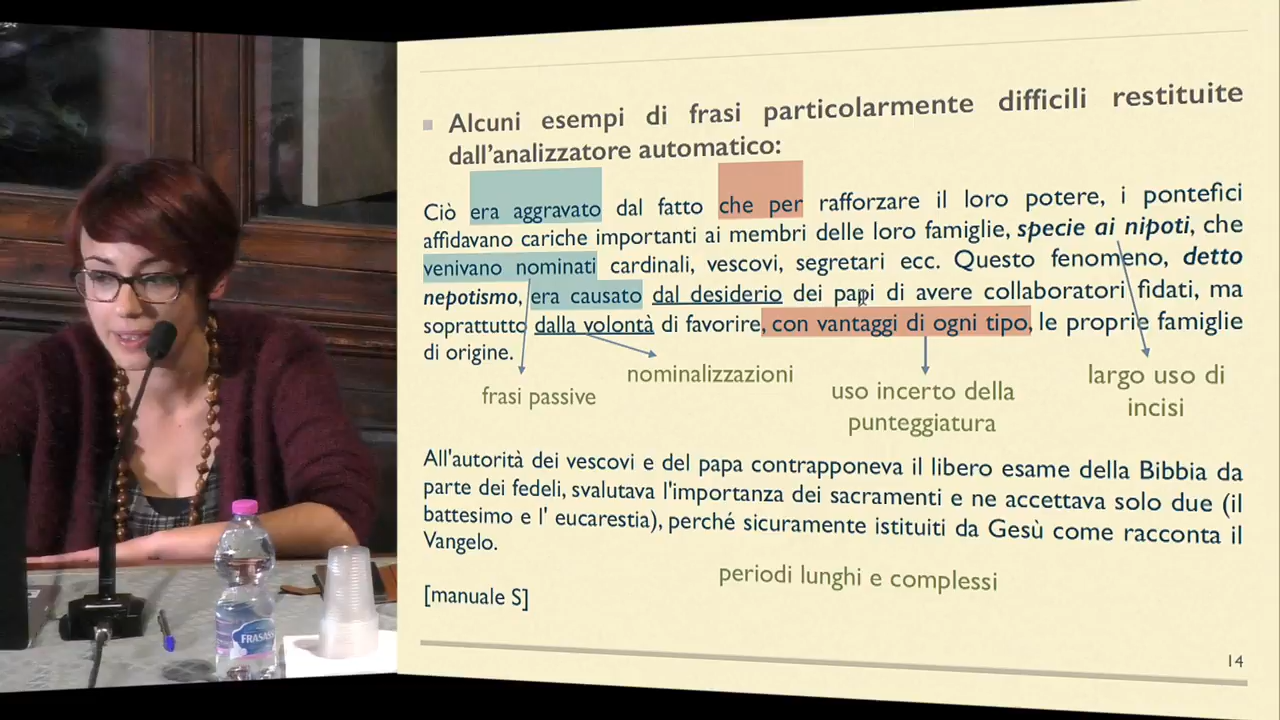 Alcuni esempi di frasi particolarmente difficili restituite
dall'analizzatore automatico:
Ciò era aggravato dal fatto che per rafforzare il loro potere, i pontefici
affidavano cariche importanti ai membri delle loro famiglie, specie ai nipoti, che
venivano nominati cardinali, vescovi, segretari ecc. Questo fenomeno, detto
nepotismo, era causato dal desiderio dei papi di avere collaboratori fidati, ma
soprattutto dalla volontà di favorire, con vantaggi di ogni tipo, le proprie famiglie
di origine.
frasi passive
nominalizzazioni
uso incerto della
punteggiatura
largo uso di
incisi
All'autorità dei vescovi e del papa contrapponeva il libero esame della Bibbia da
parte dei fedeli, svalutava l'importanza dei sacramenti e ne accettava solo due (il
battesimo e l' eucarestia), perché sicuramente istituiti da Gesù come racconta il
Vangelo.
periodi lunghi e complessi
[manuale S]
14